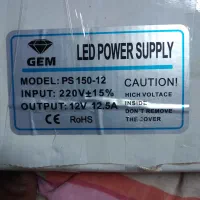 GEM
LED POWER SUPPLY
MODEL: PS 150-12
INPUT: 220V±15%
OUTPUT: 12V 12.5A
CE RoHS
CAUTION!
HIGH VOLTAGE
INSIDE
DON'T REMOVE
THE COVER